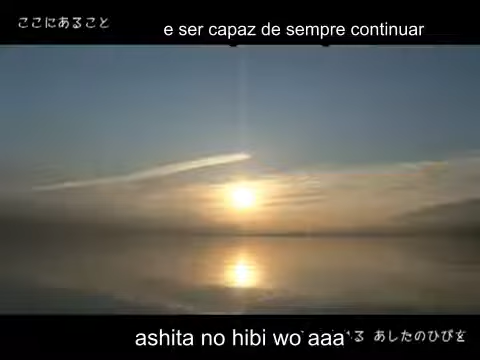 ここにあること
e ser capaz de sempre continuar
ashita no hibi wo aaa
る あしたのひびを